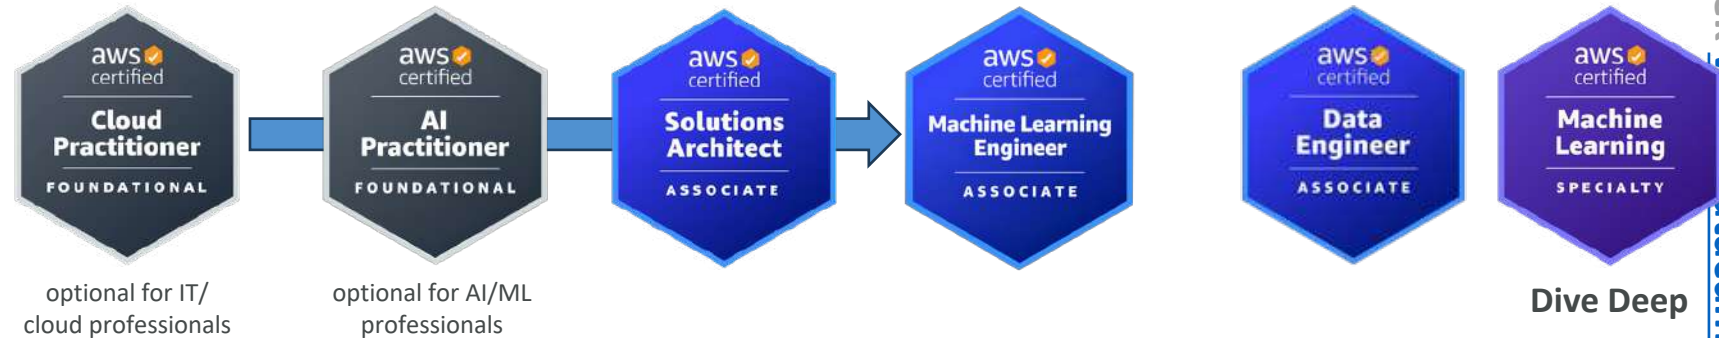 aws
certified
Cloud
Practitioner
FOUNDATIONAL
optional for IT/
cloud professionals
aws
certified
AI
Practitioner
FOUNDATIONAL
optional for AI/ML
professionals
aws
certified
Solutions
Architect
ASSOCIATE
aws
certified
Machine Learning
Engineer
ASSOCIATE
aws
certified
Data
Engineer
ASSOCIATE
aws
certified
Machine
Learning
SPECIALTY
Dive Deep